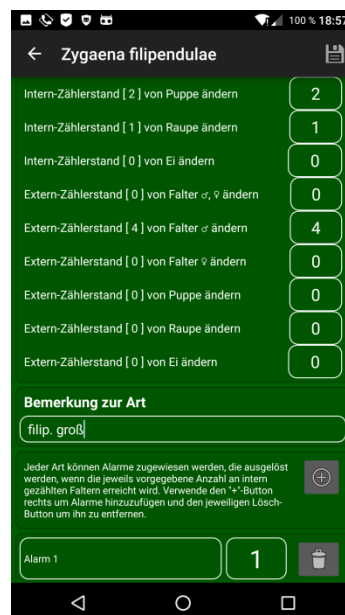 100 % 18:57
Zygaena filipendulae
Intern-Zählerstand [ 2 ] von Puppe ändern 2
Intern-Zählerstand [ 1 ] von Raupe ändern 1
Intern-Zählerstand [ 0 ] von Ei ändern 0
Extern-Zählerstand [ 0 ] von Falter ♂, ♀ ändern 0
Extern-Zählerstand [ 4 ] von Falter ♂ ändern 4
Extern-Zählerstand [ 0 ] von Falter ♀ ändern 0
Extern-Zählerstand [ 0 ] von Puppe ändern 0
Extern-Zählerstand [ 0 ] von Raupe ändern 0
Extern-Zählerstand [ 0 ] von Ei ändern 0
Bemerkung zur Art
filip. groß
Jeder Art können Alarme zugewiesen werden, die ausgelöst
werden, wenn die jeweils vorgegebene Anzahl an intern
gezählten Faltern erreicht wird. Verwende den "+"-Button
rechts um Alarme hinzuzufügen und den jeweiligen Lösch-
Button um ihn zu entfernen.
Alarm 1 1